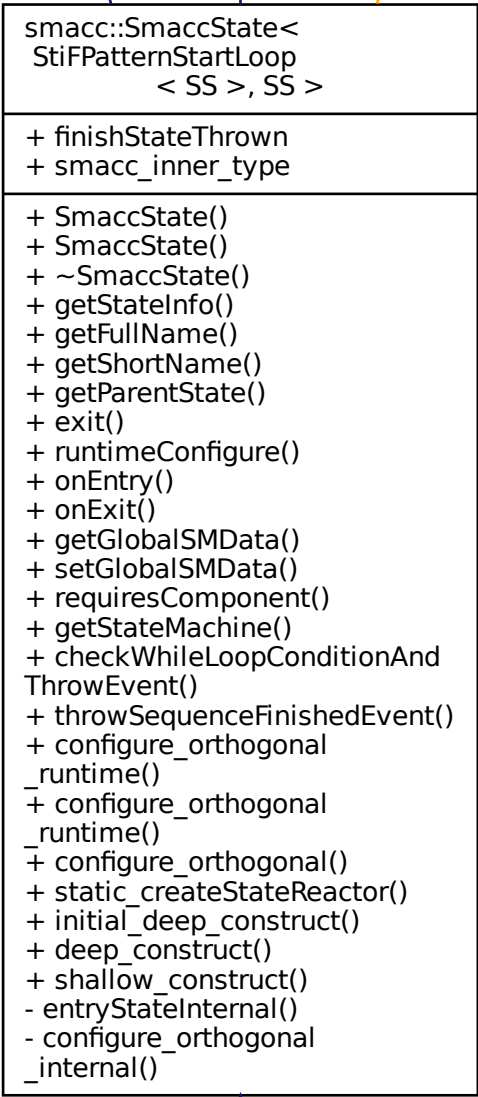 smacc::SmaccState<
StiFPatternStartLoop
< SS >, SS >
+ finishStateThrown
+ smacc_inner_type
+ SmaccState()
+ SmaccState()
+ ~SmaccState()
+ getStateInfo()
+ getFullName()
+ getShortName()
+ getParentState()
+ exit()
+ runtimeConfigure()
+ onEntry()
+ onExit()
+ getGlobalSMData()
+ setGlobalSMData()
+ requiresComponent()
+ getStateMachine()
+ checkWhileLoopConditionAnd
ThrowEvent()
+ throwSequenceFinishedEvent()
+ configure_orthogonal
_runtime()
+ configure_orthogonal
_runtime()
+ configure_orthogonal()
+ static_createStateReactor()
+ initial_deep_construct()
+ deep_construct()
+ shallow_construct()
- entryStateInternal()
- configure_orthogonal
_internal()